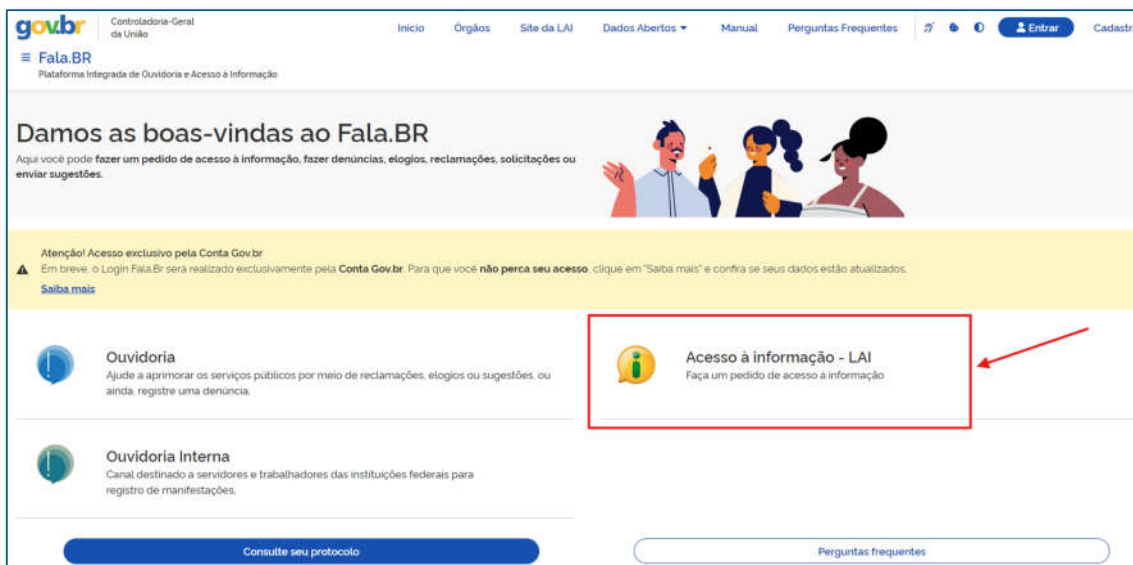 gov.br
Controladoria-Geral
da União
Início Órgãos Site da LAI Dados Abertos Manual Perguntas Frequentes Entrar Cadastr
Fala.BR
Plataforma Integrada de Ouvidoria e Acesso à Informação
Damos as boas-vindas ao Fala.BR
Aqui você pode fazer um pedido de acesso à informação, fazer denúncias, elogios, reclamações, solicitações ou
enviar sugestões.
Atenção! Acesso exclusivo pela Conta Gov.br
Em breve, o Login Fala.Br será realizado exclusivamente pela Conta Gov.br. Para que você não perca seu acesso, clique em "Saiba mais" e confira se seus dados estão atualizados.
Saiba mais
Ouvidoria
Ajude a aprimorar os serviços públicos por meio de reclamações, elogios ou sugestões, ou
ainda, registre uma denúncia.
Acesso à informação - LAI
Faça um pedido de acesso à informação
Ouvidoria Interna
Canal destinado a servidores e trabalhadores das instituições federais para
registro de manifestações.
Consulte seu protocolo
Perguntas frequentes